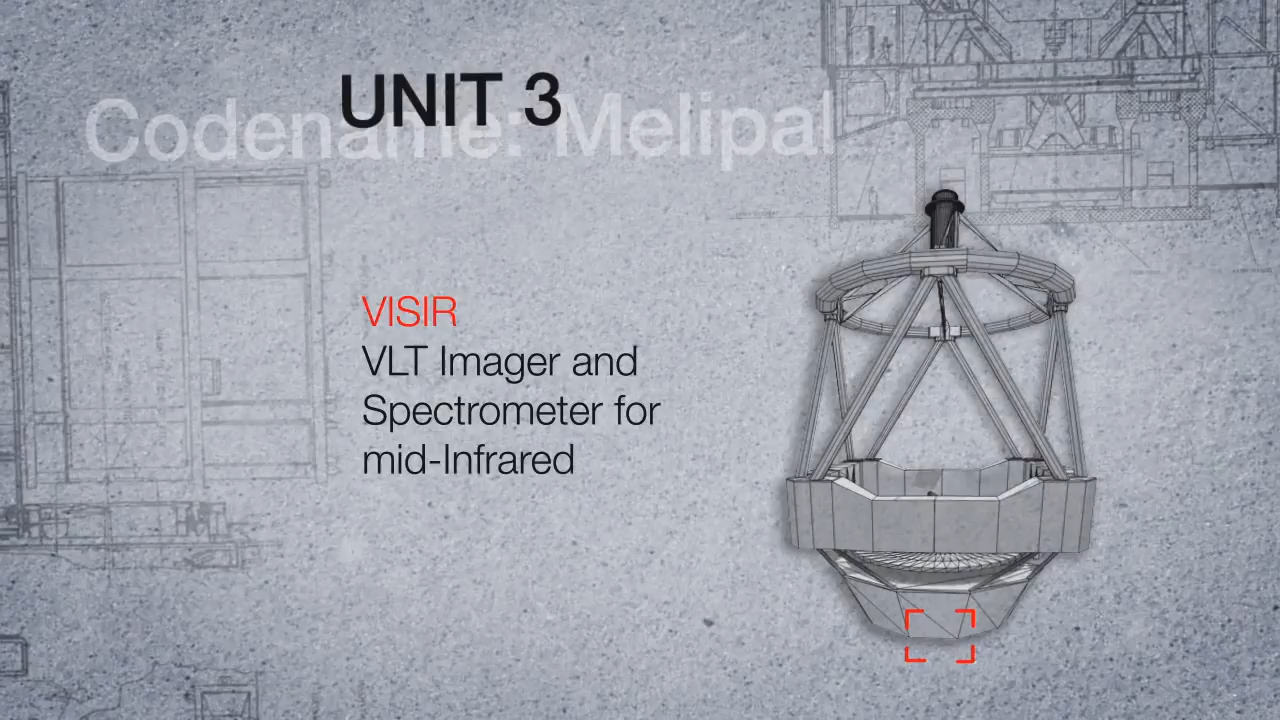 UNIT 3
Codename: Melipal
VISIR
VLT Imager and
Spectrometer for
mid-Infrared